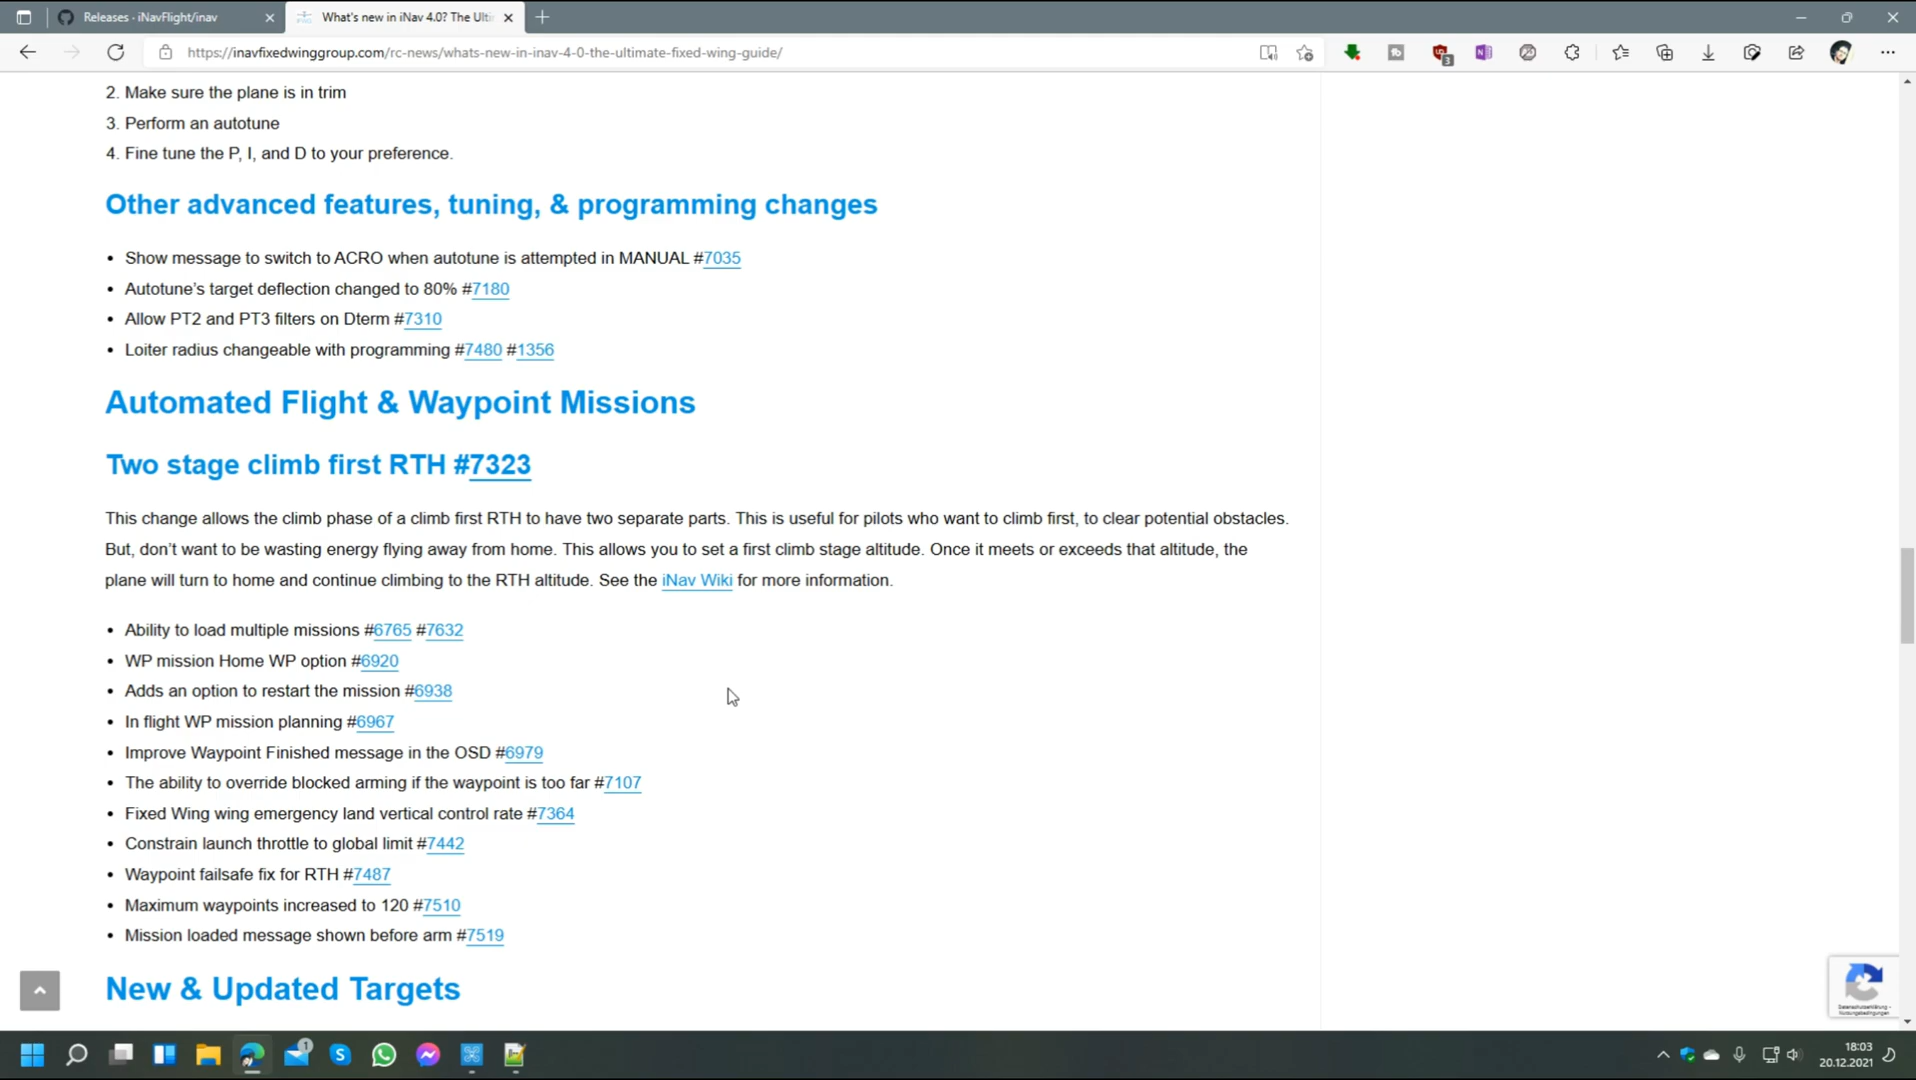 Releases · iNavFlight/inav
What's new in iNav 4.0? The Ulti
https://inavfixedwinggroup.com/rc-news/whats-new-in-inav-4-0-the-ultimate-fixed-wing-guide/
3
2. Make sure the plane is in trim
3. Perform an autotune
4. Fine tune the P, I, and D to your preference.
Other advanced features, tuning, & programming changes
• Show message to switch to ACRO when autotune is attempted in MANUAL #7035
• Autotune's target deflection changed to 80% #7180
• Allow PT2 and PT3 filters on Dterm #7310
• Loiter radius changeable with programming #7480 #1356
Automated Flight & Waypoint Missions
Two stage climb first RTH #7323
This change allows the climb phase of a climb first RTH to have two separate parts. This is useful for pilots who want to climb first, to clear potential obstacles.
But, don't want to be wasting energy flying away from home. This allows you to set a first climb stage altitude. Once it meets or exceeds that altitude, the
plane will turn to home and continue climbing to the RTH altitude. See the iNav Wiki for more information.
• Ability to load multiple missions #6765 #7632
• WP mission Home WP option #6920
• Adds an option to restart the mission #6938
• In flight WP mission planning #6967
• Improve Waypoint Finished message in the OSD #6979
• The ability to override blocked arming if the waypoint is too far #7107
• Fixed Wing wing emergency land vertical control rate #7364
• Constrain launch throttle to global limit #7442
• Waypoint failsafe fix for RTH #7487
• Maximum waypoints increased to 120 #7510
• Mission loaded message shown before arm #7519
New & Updated Targets
Datenschutzerklärung -
Nutzungsbedingungen
1
18:03
20.12.2021